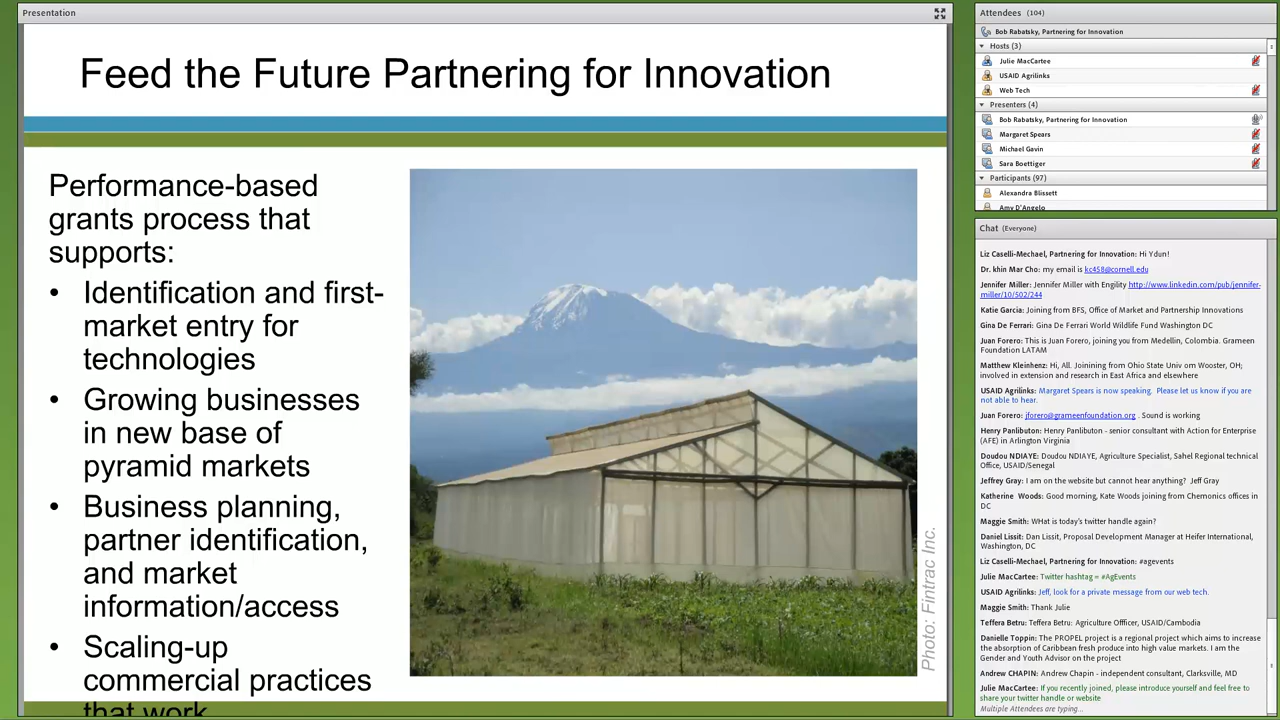 Presentation
Feed the Future Partnering for Innovation
Performance-based
grants process that
supports:
• Identification and first-
market entry for
technologies
• Growing businesses
in new base of
pyramid markets
• Business planning,
partner identification,
and market
information/access
• Scaling-up
commercial practices
that work
Photo: Fintrac Inc.
Attendees (104)
Bob Rabatsky, Partnering for Innovation
Hosts (3)
Julie MacCartee
USAID Agrilinks
Web Tech
Presenters (4)
Bob Rabatsky, Partnering for Innovation
Margaret Spears
Michael Gavin
Sara Boettiger
Participants (97)
Alexandra Blissett
Amy D'Angelo
Chat (Everyone)
Liz Caselli-Mechael, Partnering for Innovation: Hi Ydun!
Dr. khin Mar Cho: my email is kc458@cornell.edu
Jennifer Miller: Jennifer Miller with Engility http://www.linkedin.com/pub/jennifer-
miller/10/502/244
Katie Garcia: Joining from BFS, Office of Market and Partnership Innovations
Gina De Ferrari: Gina De Ferrari World Wildlife Fund Washington DC
Juan Forero: This is Juan Forero, joining you from Medellin, Colombia. Grameen
Foundation LATAM
Matthew Kleinhenz: Hi, All. Joinining from Ohio State Univ om Wooster, OH;
involved in extension and research in East Africa and elsewhere
USAID Agrilinks: Margaret Spears is now speaking. Please let us know if you are
not able to hear.
Juan Forero: jforero@grameenfoundation.org . Sound is working
Henry Panlibuton: Henry Panlibuton - senior consultant with Action for Enterprise
(AFE) in Arlington Virginia
Doudou NDIAYE: Doudou NDIAYE, Agriculture Specialist, Sahel Regional technical
Office, USAID/Senegal
Jeffrey Gray: I am on the website but cannot hear anything? Jeff Gray
Katherine Woods: Good morning, Kate Woods joining from Chemonics offices in
DC
Maggie Smith: WHat is today's twitter handle again?
Daniel Lissit: Dan Lissit, Proposal Development Manager at Heifer International,
Washington, DC
Liz Caselli-Mechael, Partnering for Innovation: #agevents
Julie MacCartee: Twitter hashtag = #AgEvents
USAID Agrilinks: Jeff, look for a private message from our web tech.
Maggie Smith: Thank Julie
Teffera Betru: Teffera Betru: Agriculture Offficer, USAID/Cambodia
Danielle Toppin: The PROPEL project is a regional project which aims to increase
the absorption of Caribbean fresh produce into high value markets. I am the
Gender and Youth Advisor on the project
Andrew CHAPIN: Andrew Chapin - independent consultant, Clarksville, MD
Julie MacCartee: If you recently joined, please introduce yourself and feel free to
share your twitter handle or website
Multiple Attendees are typing...